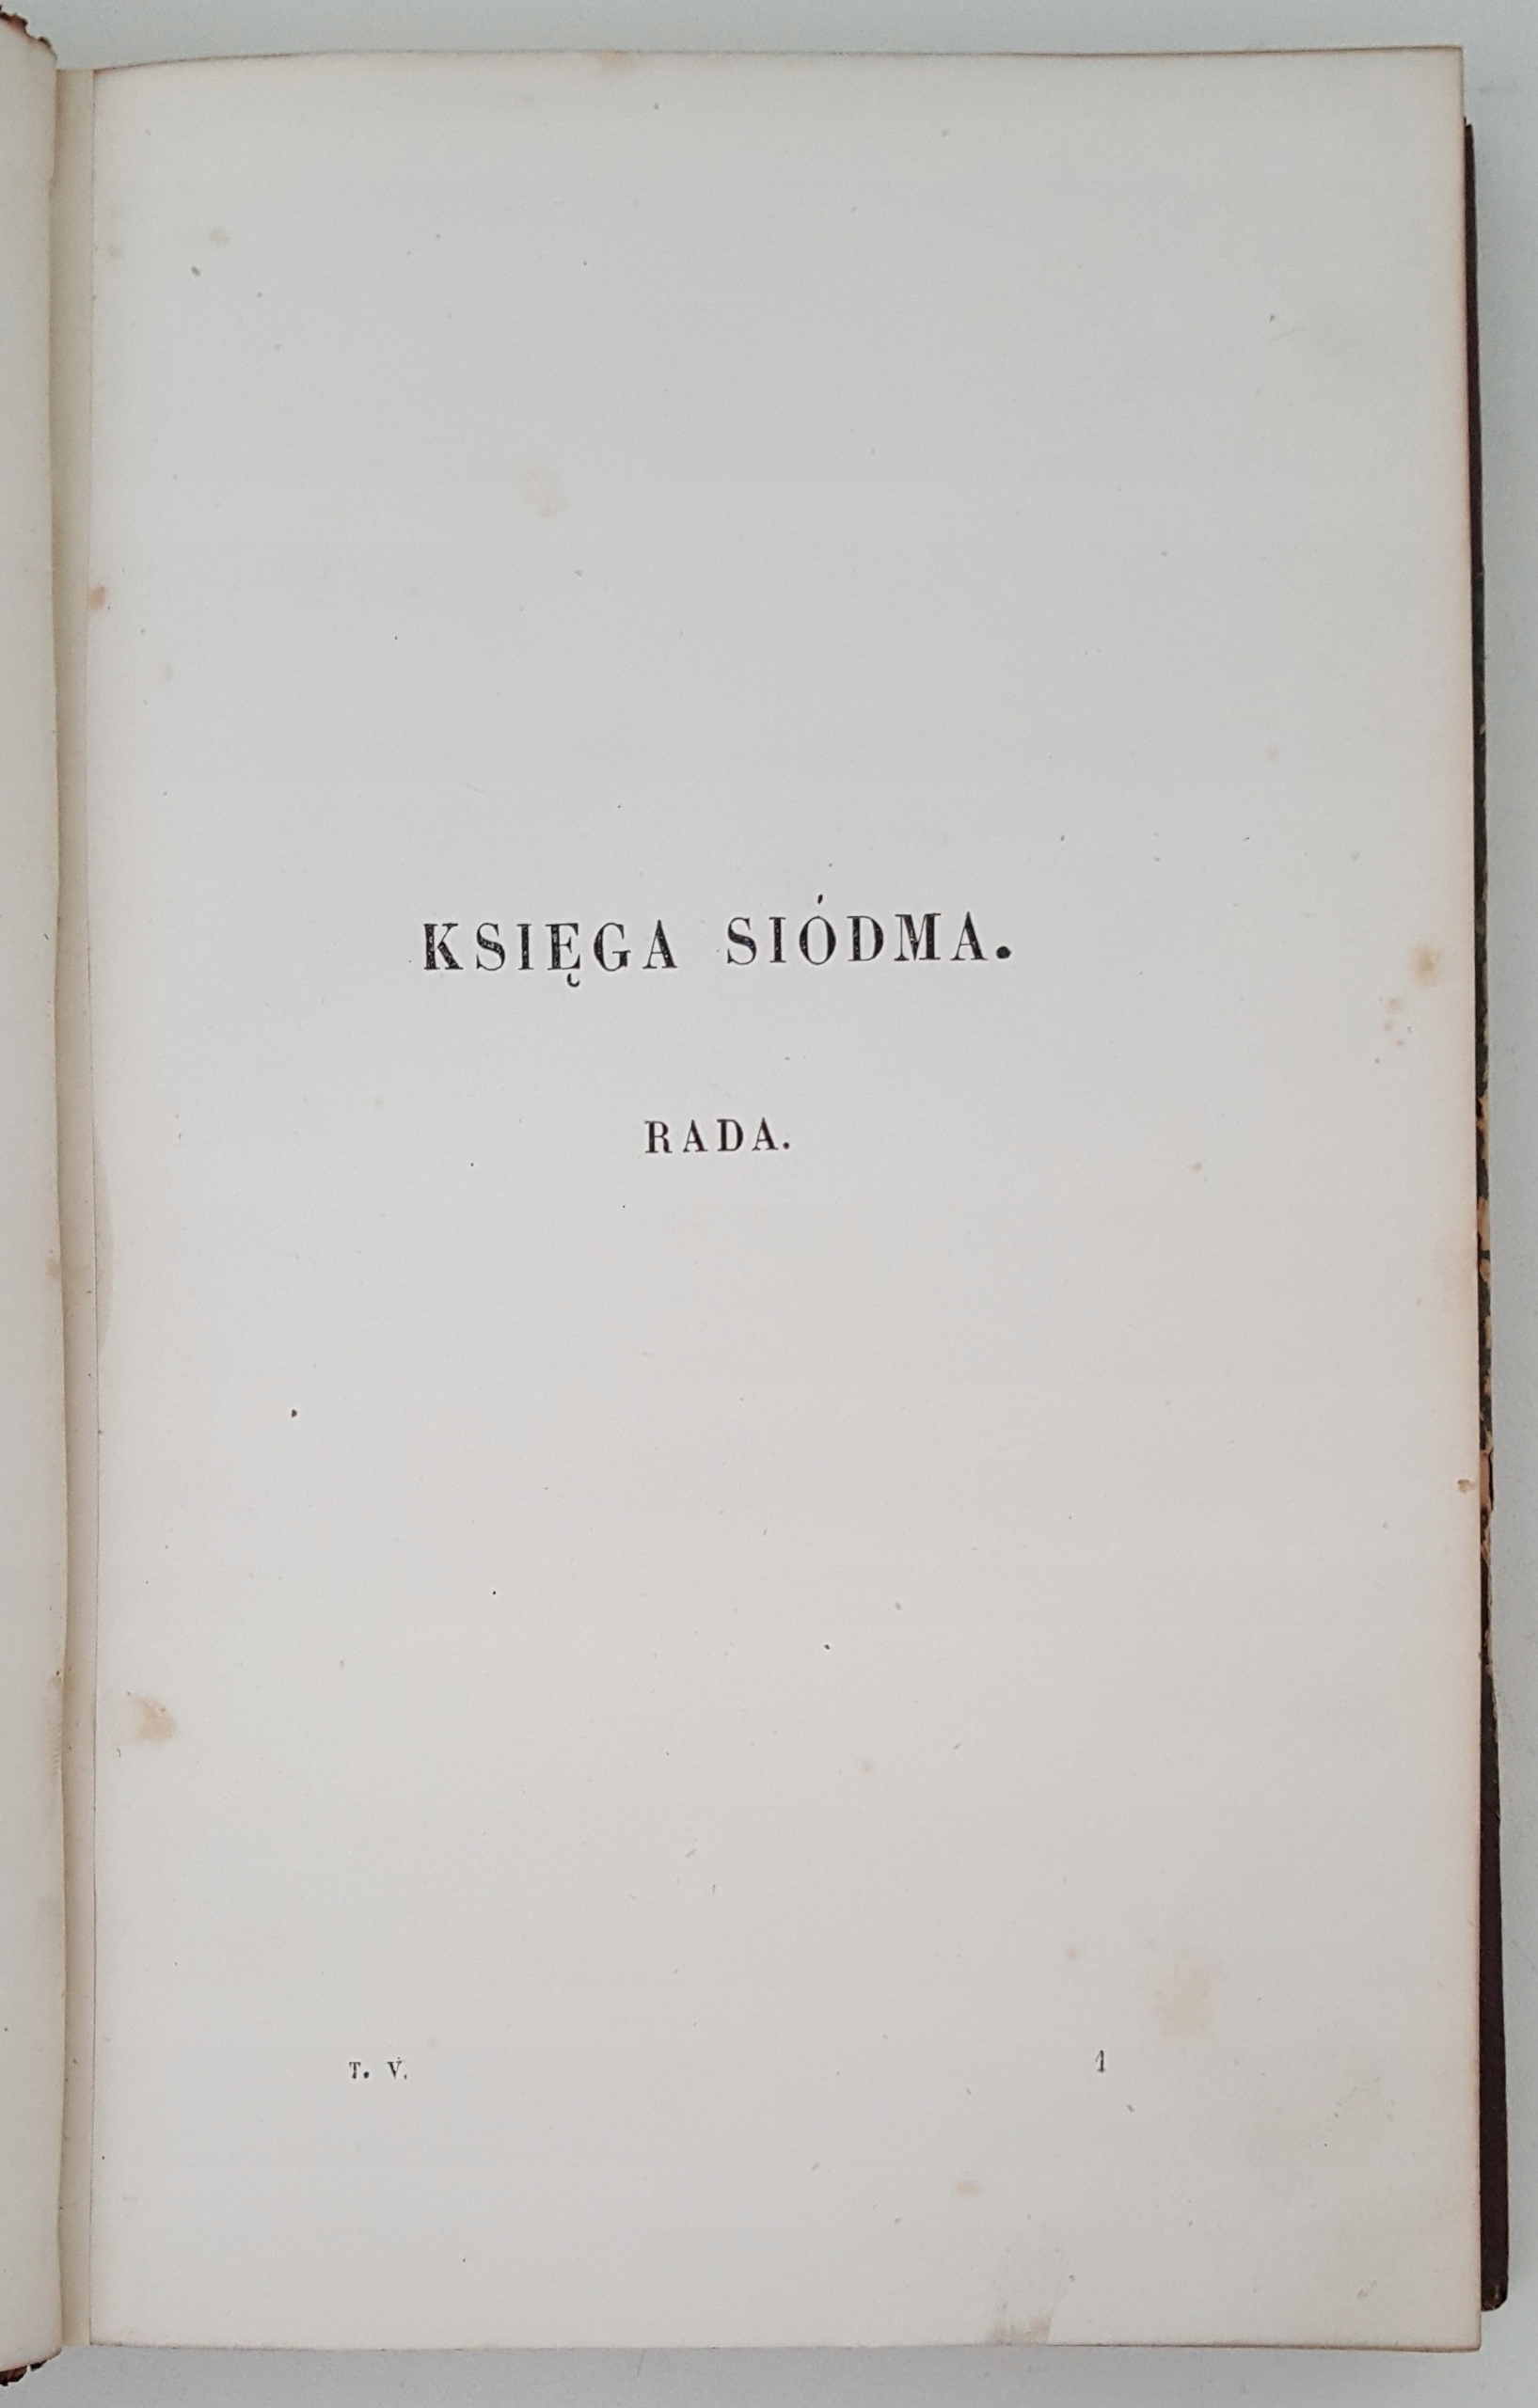 KSIĘGA SIÓDMA.
RADA.
T. V. 1